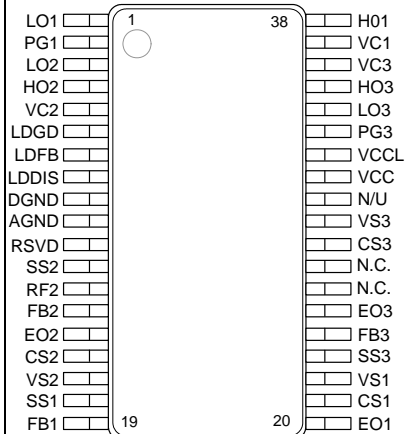 LO1 1 38 H01
PG1 VC1
LO2 VC3
HO2 HO3
VC2 LO3
LDGD PG3
LDFB VCCL
LDDIS VCC
DGND N/U
AGND VS3
RSVD CS3
SS2 N.C.
RF2 N.C.
FB2 EO3
EO2 FB3
CS2 SS3
VS2 VS1
SS1 CS1
FB1 19 20 EO1